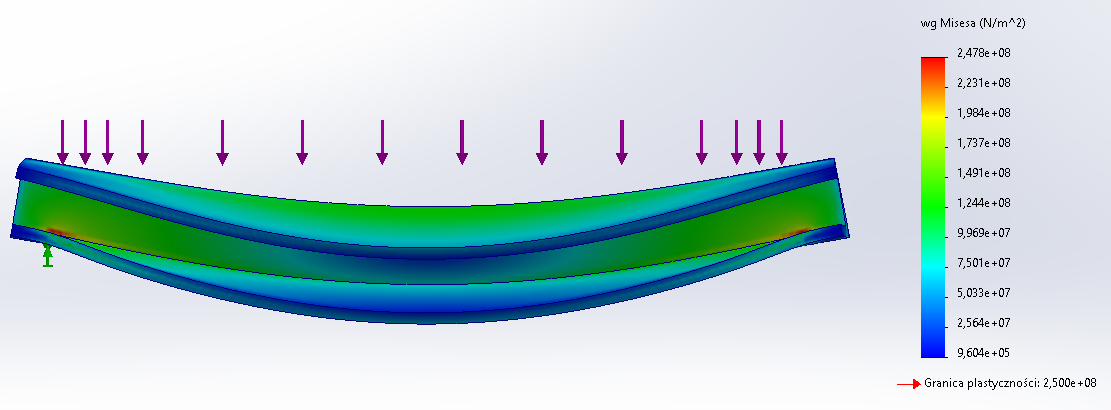 wg Misesa (N/m^2)
2,478e+08
2,231e+08
1,984e+08
1,737e+08
1,491e+08
1,244e+08
9,969e+07
7,501e+07
5,033e+07
2,564e+07
9,604e+05
Granica plastyczności: 2,500e+08